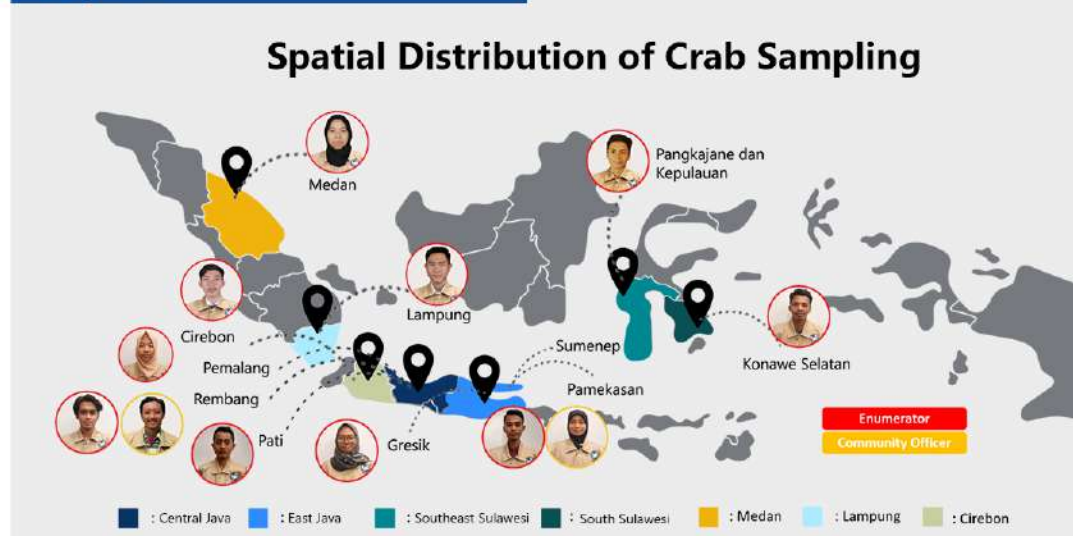 Spatial Distribution of Crab Sampling
Medan
Pangkajane dan
Kepulauan
Lampung
Cirebon
Pemalang
Rembang
Pati
Gresik
Sumenep
Pamekasan
Konawe Selatan
Enumerator
Community Officer
: Central Java
: East Java
: Southeast Sulawesi
: South Sulawesi
: Medan
: Lampung
: Cirebon